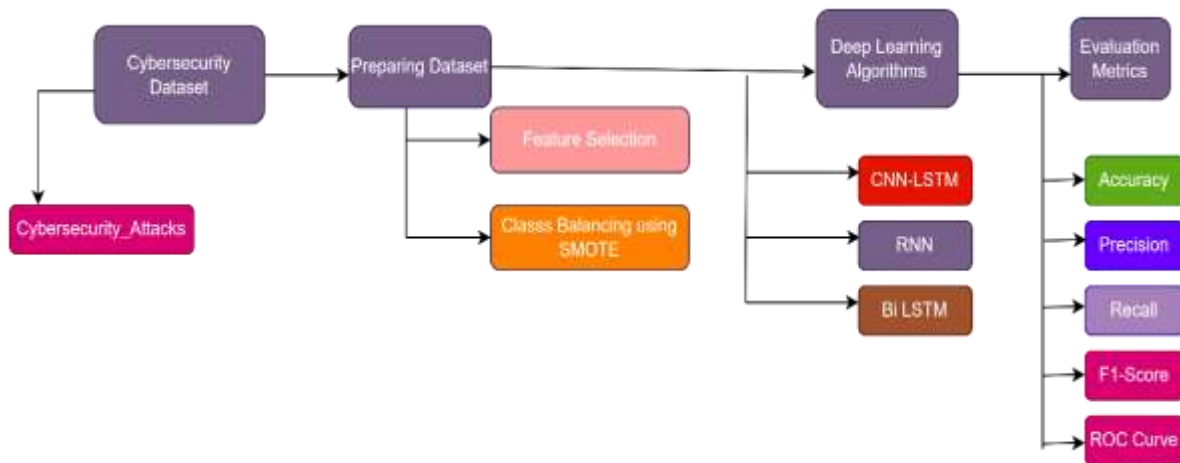 Cybersecurity
Dataset
Preparing Dataset
Deep Learning
Algorithms
Evaluation
Metrics
Feature Selection
Classs Balancing using
SMOTE
Cybersecurity_Attacks
CNN-LSTM
RNN
Bi LSTM
Accuracy
Precision
Recall
F1-Score
ROC Curve